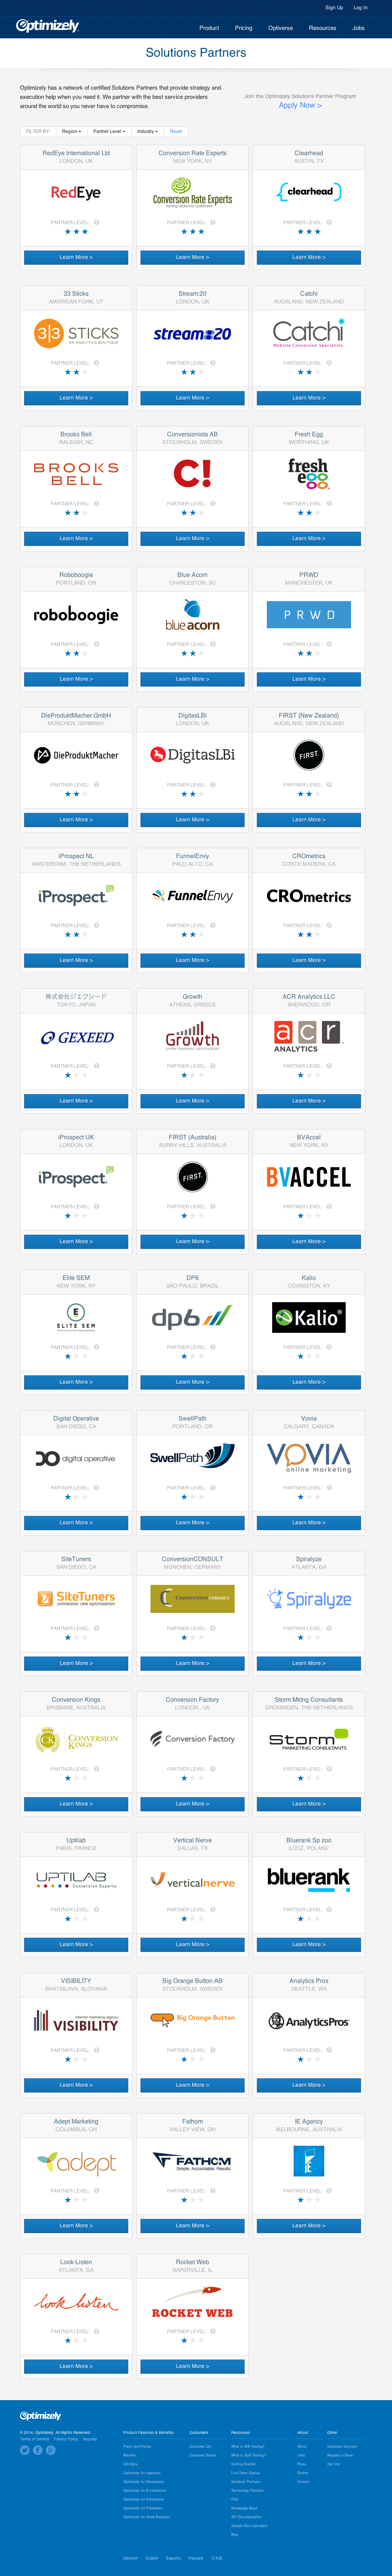 Sign Up Log In
Optimizely
Product Pricing Optiverse Resources Jobs
Solutions Partners
Optimizely has a network of certified Solutions Partners that provide strategy and
execution help when you need it. We partner with the best service providers
around the world so you never have to compromise.
Join the Optimizely Solutions Partner Program
Apply Now >
FILTER BY: Region Partner Level Industry Reset
RedEye International Ltd
LONDON, UK
RedEye
PARTNER LEVEL:
Learn More >
Conversion Rate Experts
NEW YORK, NY
Conversion Rate Experts
turning clicks into customers
PARTNER LEVEL:
Learn More >
Clearhead
AUSTIN, TX
clearhead
PARTNER LEVEL:
Learn More >
33 Sticks
AMERICAN FORK, UT
33 STICKS
AN ANALYTICS BOUTIQUE
PARTNER LEVEL:
Learn More >
Stream:20
LONDON, UK
stream:20
PARTNER LEVEL:
Learn More >
Catchi
AUCKLAND, NEW ZEALAND
Catchi
Website Conversion Specialists
PARTNER LEVEL:
Learn More >
Brooks Bell
RALEIGH, NC
BROOKS
BELL
PARTNER LEVEL:
Learn More >
Conversionista AB
STOCKHOLM, SWEDEN
C!
PARTNER LEVEL:
Learn More >
Fresh Egg
WORTHING, UK
fresh
egg
PARTNER LEVEL:
Learn More >
Roboboogie
PORTLAND, OR
roboboogie
PARTNER LEVEL:
Learn More >
Blue Acorn
CHARLESTON, SC
blue acorn
PARTNER LEVEL:
Learn More >
PRWD
MANCHESTER, UK
PRWD
PARTNER LEVEL:
Learn More >
DieProduktMacher GmbH
MÜNCHEN, GERMANY
DieProduktMacher
PARTNER LEVEL:
Learn More >
DigitasLBi
LONDON, UK
DigitasLBi
PARTNER LEVEL:
Learn More >
FIRST (New Zealand)
AUCKLAND, NEW ZEALAND
FIRST.
PARTNER LEVEL:
Learn More >
iProspect NL
AMSTERDAM, THE NETHERLANDS
iProspect.
PARTNER LEVEL:
Learn More >
FunnelEnvy
PALO ALTO, CA
FunnelEnvy
PARTNER LEVEL:
Learn More >
CROmetrics
CORTE MADERA, CA
CROmetrics
PARTNER LEVEL:
Learn More >
株式会社ジェクシード
TOKYO, JAPAN
GEXEED
PARTNER LEVEL:
Learn More >
Growth
ATHENS, GREECE
Growth
online business optimization
PARTNER LEVEL:
Learn More >
ACR Analytics LLC
SHERWOOD, OR
acr
ANALYTICS
PARTNER LEVEL:
Learn More >
iProspect UK
LONDON, UK
iProspect.
PARTNER LEVEL:
Learn More >
FIRST (Australia)
SURRY HILLS, AUSTRALIA
FIRST.
PARTNER LEVEL:
Learn More >
BVAccel
NEW YORK, NY
BVACCEL
PARTNER LEVEL:
Learn More >
Elite SEM
NEW YORK, NY
ELITE SEM
PARTNER LEVEL:
Learn More >
DP6
SÃO PAULO, BRAZIL
dp6
PARTNER LEVEL:
Learn More >
Kalio
COVINGTON, KY
Kalio
PARTNER LEVEL:
Learn More >
Digital Operative
SAN DIEGO, CA
digital operative
PARTNER LEVEL:
Learn More >
SwellPath
PORTLAND, OR
SWELLPATH
PARTNER LEVEL:
Learn More >
Vovia
CALGARY, CANADA
VOVIA
online marketing
PARTNER LEVEL:
Learn More >
SiteTuners
SAN DIEGO, CA
SiteTuners
conversion rate optimization
PARTNER LEVEL:
Learn More >
ConversionCONSULT
MÜNCHEN, GERMANY
Conversion CONSULT
PARTNER LEVEL:
Learn More >
Spiralyze
ATLANTA, GA
Spiralyze
PARTNER LEVEL:
Learn More >
Conversion Kings
BRISBANE, AUSTRALIA
CK CONVERSION
KINGS
PARTNER LEVEL:
Learn More >
Conversion Factory
LONDON , UK
Conversion Factory
PARTNER LEVEL:
Learn More >
Storm Mktng Consultants
GRONINGEN, THE NETHERLANDS
Storm
MARKETING CONSULTANTS
PARTNER LEVEL:
Learn More >
Uptilab
PARIS, FRANCE
UPTILAB
Conversion Experts
PARTNER LEVEL:
Learn More >
Vertical Nerve
DALLAS, TX
verticalnerve
PARTNER LEVEL:
Learn More >
Bluerank Sp.zoo
ŁÓDŹ, POLAND
bluerank
PARTNER LEVEL:
Learn More >
VISIBILITY
BRATISLAVA, SLOVAKIA
internet marketing agency
VISIBILITY
PARTNER LEVEL:
Learn More >
Big Orange Button AB
STOCKHOLM, SWEDEN
Big Orange Button
PARTNER LEVEL:
Learn More >
Analytics Pros
SEATTLE, WA
ANALYTICSPROS
PARTNER LEVEL:
Learn More >
Adept Marketing
COLUMBUS, OH
adept
PARTNER LEVEL:
Learn More >
Fathom
VALLEY VIEW, OH
FATHOM
Simple. Accountable. Results.
PARTNER LEVEL:
Learn More >
IE Agency
MELBOURNE, AUSTRALIA
PARTNER LEVEL:
Learn More >
Look-Listen
ATLANTA, GA
look listen
PARTNER LEVEL:
Learn More >
Rocket Web
NAPERVILLE, IL
ROCKET WEB
PARTNER LEVEL:
Learn More >
Optimizely
© 2014, Optimizely. All Rights Reserved.
Terms of Service Privacy Policy Security
Product Features & Benefits
Plans and Pricing
Benefits
iOS Beta
Optimizely for Agencies
Optimizely for Developers
Optimizely for E-commerce
Optimizely for Enterprises
Optimizely for Publishers
Optimizely for Small Business
Customers
Customer List
Customer Stories
Resources
What is A/B Testing?
What is Split Testing?
Getting Started
Live Demo Signup
Solutions Partners
Technology Partners
FAQ
Knowledge Base
API Documentation
Sample Size Calculator
Blog
About
About
Jobs
Press
Events
Contact
Other
Customer Success
Request a Demo
Opt Out
Deutsch English Español Français 日本語